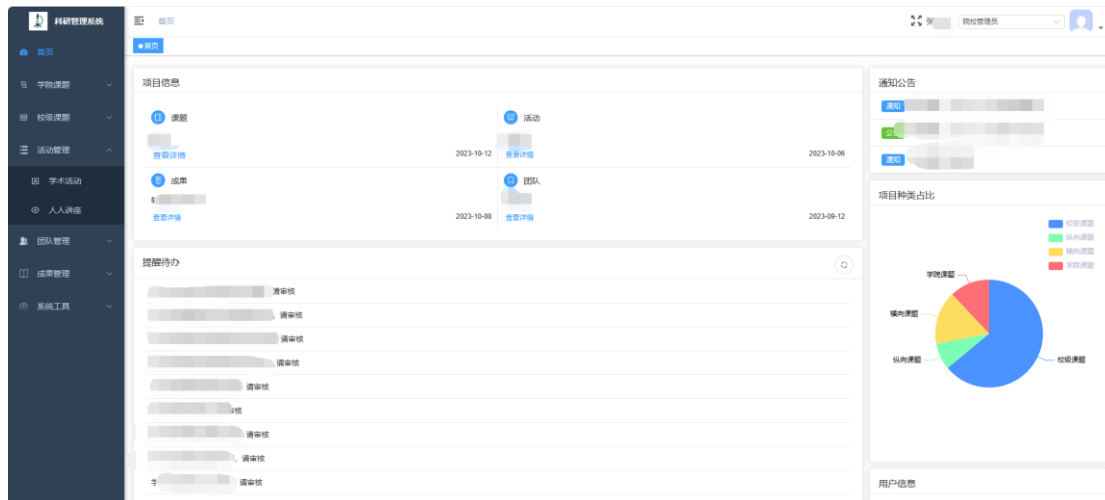 科研管理系统
首页
张
院校管理员
首页
首页
学院课题
校级课题
活动管理
学术活动
人人讲座
团队管理
成果管理
系统工具
项目信息
课题
查看详情
2023-10-12
活动
查看详情
2023-10-06
成果
查看详情
2023-10-08
团队
查看详情
2023-09-12
提醒待办
请审核
，请审核
请审核
请审核
请审核
审核
请审核
，请审核
学
请审核
通知公告
通知
公
通知
项目种类占比
校级课题
纵向课题
横向课题
学院课题
学院课题
横向课题
纵向课题
校级课题
用户信息